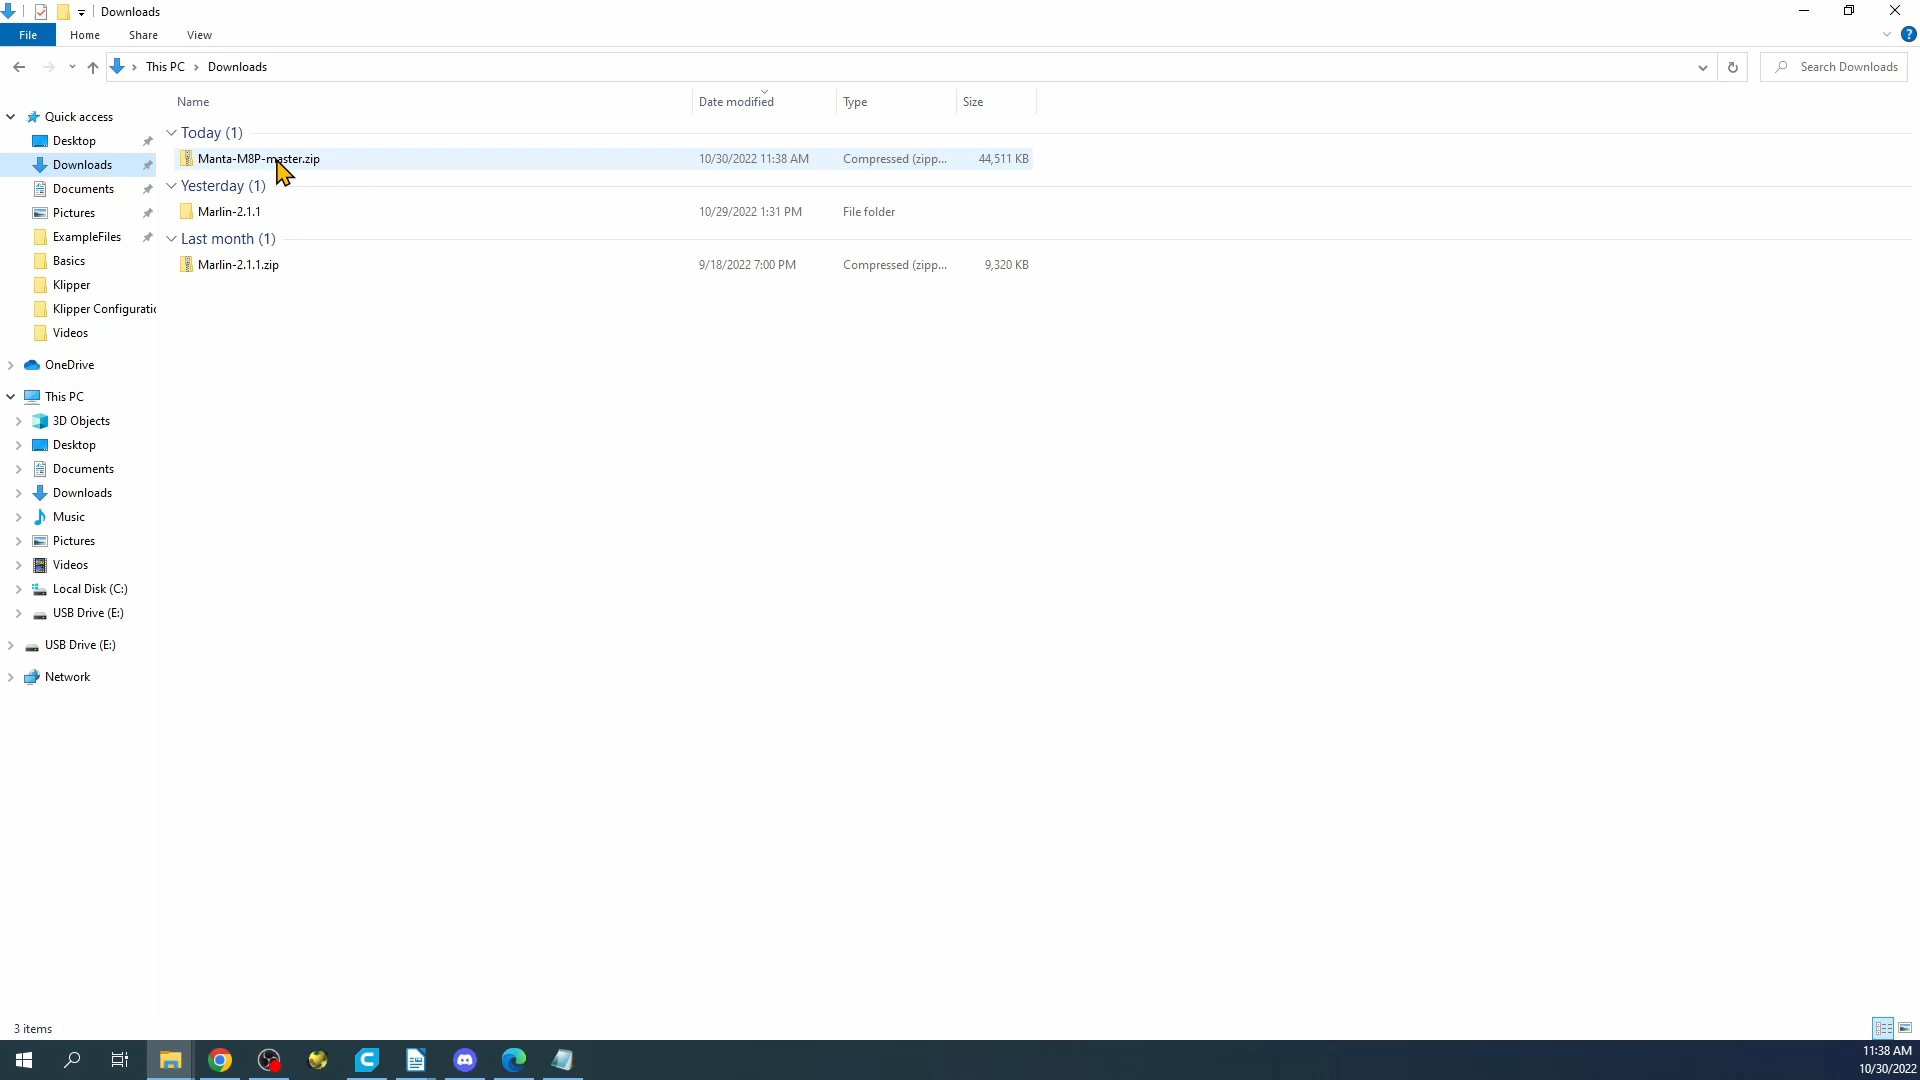 Downloads
File Home Share View
?
This PC Downloads Search Downloads
Name Date modified Type Size
Quick access
Desktop
Downloads
Documents
Pictures
ExampleFiles
Basics
Klipper
Klipper Configuratic
Videos
OneDrive
This PC
3D Objects
Desktop
Documents
Downloads
Music
Pictures
Videos
Local Disk (C:)
USB Drive (E:)
USB Drive (E:)
Network
Today (1)
Manta-M8P-master.zip 10/30/2022 11:38 AM Compressed (zipp... 44,511 KB
Yesterday (1)
Marlin-2.1.1 10/29/2022 1:31 PM File folder
Last month (1)
Marlin-2.1.1.zip 9/18/2022 7:00 PM Compressed (zipp... 9,320 KB
3 items
11:38 AM
10/30/2022